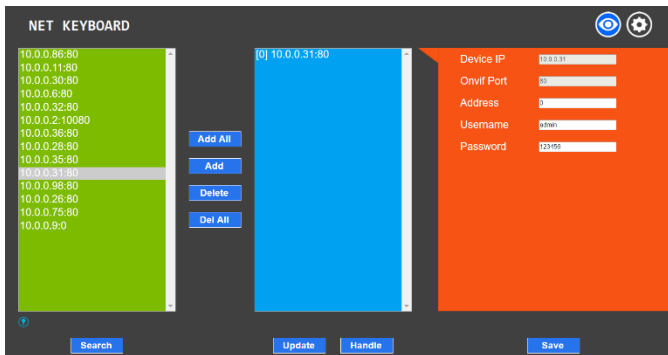 NET KEYBOARD
10.0.0.86:80
10.0.0.11:80
10.0.0.30:80
10.0.0.6:80
10.0.0.32:80
10.0.0.2:10080
10.0.0.36:80
10.0.0.28:80
10.0.0.35:80
10.0.0.31:80
10.0.0.98:80
10.0.0.26:80
10.0.0.75:80
10.0.0.9:0
Add All
Add
Delete
Del All
[0] 10.0.0.31:80
Device IP 10.0.0.31
Onvif Port 80
Address 0
Username admin
Password 123456
Search
Update
Handle
Save